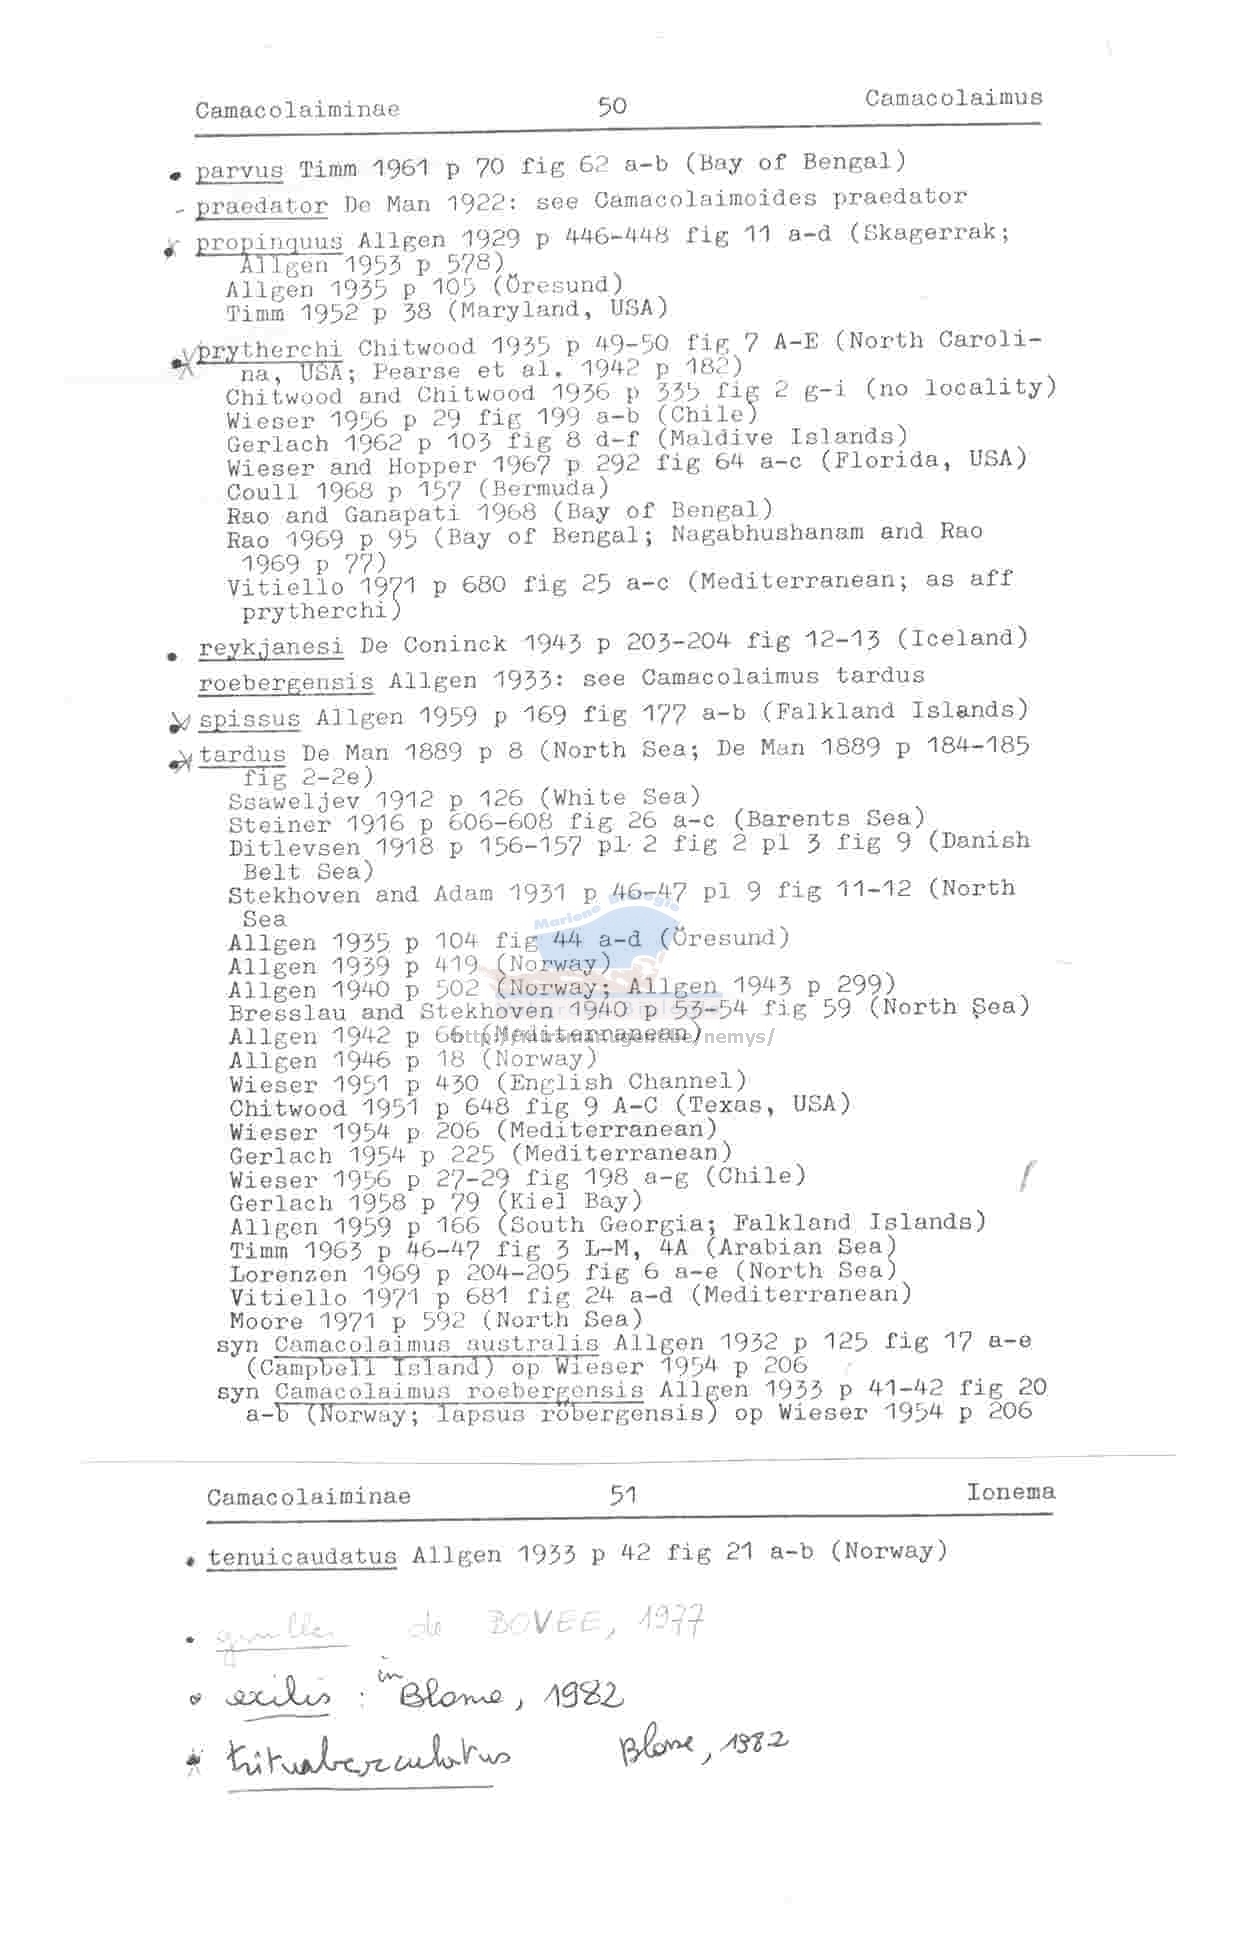 Camacolaiminae 50 Camacolaimus
parvus Timm 1961 p 70 fig 62 a-b (Bay of Bengal)
- praedator De Man 1922: see Camacolaimoides praedator
propinquus Allgen 1929 p 446-448 fig 11 a-d (Skagerrak;
Allgen 1953 p 578)
Allgen 1935 p 105 (Öresund)
Timm 1952 p 38 (Maryland, USA)
prytherchi Chitwood 1935 p 49-50 fig 7 A-E (North Caroli-
na, USA; Pearse et al. 1942 p 182)
Chitwood and Chitwood 1936 p 335 fig 2 g-i (no locality)
Wieser 1956 p 29 fig 199 a-b (Chile)
Gerlach 1962 p 103 fig 8 d-f (Maldive Islands)
Wieser and Hopper 1967 p 292 fig 64 a-c (Florida, USA)
Coull 1968 p 157 (Bermuda)
Rao and Ganapati 1968 (Bay of Bengal)
Rao 1969 p 95 (Bay of Bengal; Nagabhushanam and Rao
1969 p 77)
Vitiello 1971 p 680 fig 25 a-c (Mediterranean; as aff
prytherchi)
reykjanesi De Coninck 1943 p 203-204 fig 12-13 (Iceland)
roebergensis Allgen 1933: see Camacolaimus tardus
spissus Allgen 1959 p 169 fig 177 a-b (Falkland Islands)
tardus De Man 1889 p 8 (North Sea; De Man 1889 p 184-185
fig 2-2e)
Ssaweljev 1912 p 126 (White Sea)
Steiner 1916 p 606-608 fig 26 a-c (Barents Sea)
Ditlevsen 1918 p 156-157 pl 2 fig 2 pl 3 fig 9 (Danish
Belt Sea)
Stekhoven and Adam 1931 p 46-47 pl 9 fig 11-12 (North
Sea
Allgen 1935 p 104 fig 44 a-d (Öresund)
Allgen 1939 p 419 (Norway)
Allgen 1940 p 502 (Norway; Allgen 1943 p 299)
Bresslau and Stekhoven 1940 p 53-54 fig 59 (North Sea)
Allgen 1942 p 66 (Mediterranean)
Allgen 1946 p 18 (Norway)
Wieser 1951 p 430 (English Channel)
Chitwood 1951 p 648 fig 9 A-C (Texas, USA)
Wieser 1954 p 206 (Mediterranean)
Gerlach 1954 p 225 (Mediterranean)
Wieser 1956 p 27-29 fig 198 a-g (Chile)
Gerlach 1958 p 79 (Kiel Bay)
Allgen 1959 p 166 (South Georgia; Falkland Islands)
Timm 1963 p 46-47 fig 3 L-M, 4A (Arabian Sea)
Lorenzen 1969 p 204-205 fig 6 a-e (North Sea)
Vitiello 1971 p 681 fig 24 a-d (Mediterranean)
Moore 1971 p 592 (North Sea)
syn Camacolaimus australis Allgen 1932 p 125 fig 17 a-e
(Campbell Island) op Wieser 1954 p 206
syn Camacolaimus roebergensis Allgen 1933 p 41-42 fig 20
a-b (Norway; lapsus röbergensis) op Wieser 1954 p 206
Camacolaiminae 51 Ionema
tenuicaudatus Allgen 1933 p 42 fig 21 a-b (Norway)
de BOVEE, 1977
exilis : in Blome, 1982
Blome, 1982